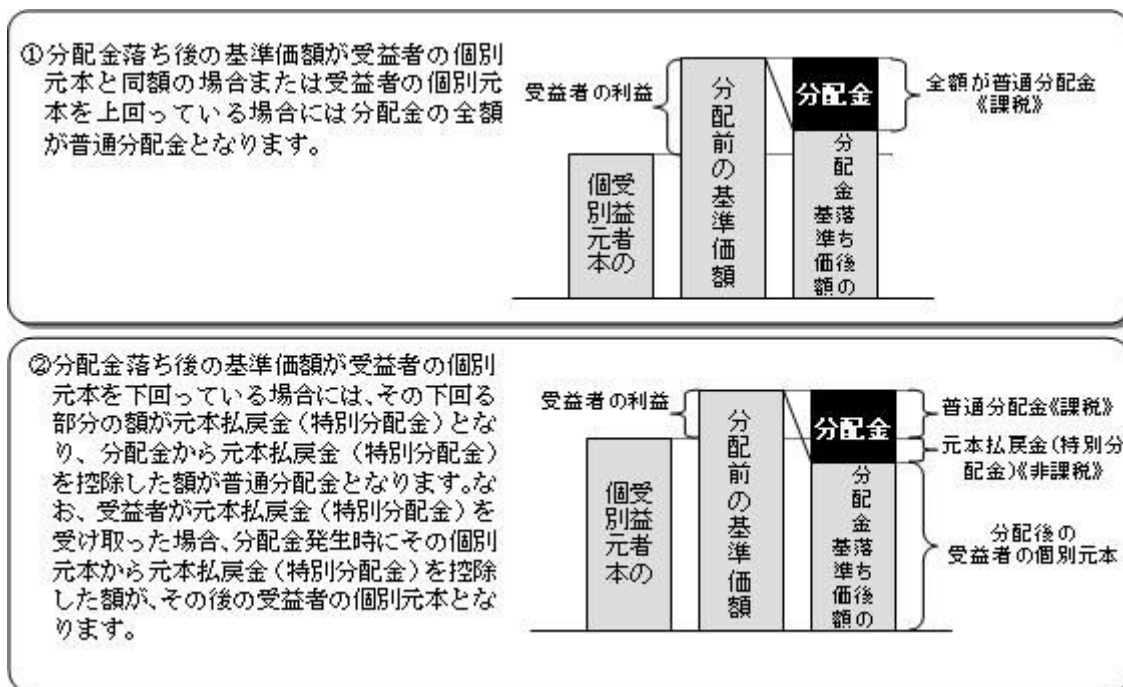 ①分配金落ち後の基準価額が受益者の個別
元本と同額の場合または受益者の個別元
本を上回っている場合には分配金の全額
が普通分配金となります。
受益者の利益
受益者の
個別元本
分配前の基準価額
分配金
分配金落ち後の
基準価額
全額が普通分配金
《課税》
②分配金落ち後の基準価額が受益者の個別
元本を下回っている場合には、その下回る
部分の額が元本払戻金(特別分配金)とな
り、分配金から元本払戻金(特別分配金)
を控除した額が普通分配金となります。な
お、受益者が元本払戻金(特別分配金)を
受け取った場合、分配金発生時にその個別
元本から元本払戻金(特別分配金)を控除
した額が、その後の受益者の個別元本とな
ります。
受益者の利益
受益者の
個別元本
分配前の基準価額
分配金
分配金落ち後の
基準価額
普通分配金《課税》
元本払戻金(特別分
配金)《非課税》
分配後の
受益者の個別元本